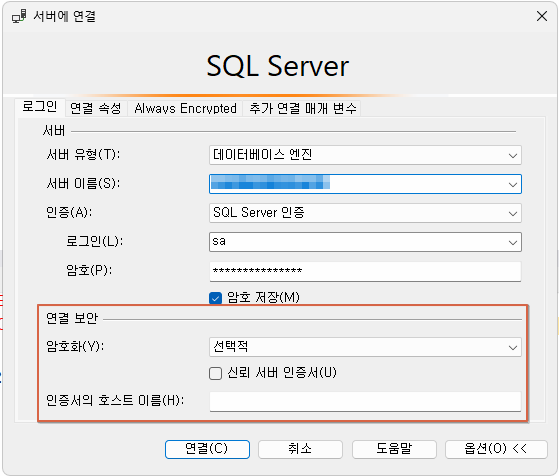 서버에 연결
SQL Server
로그인 연결 속성 Always Encrypted 추가 연결 매개 변수
서버
서버 유형(T): 데이터베이스 엔진
서버 이름(S):
인증(A): SQL Server 인증
로그인(L): sa
암호(P): ***************
암호 저장(M)
연결 보안
암호화(Y): 선택적
신뢰 서버 인증서(U)
인증서의 호스트 이름(H):
연결(C) 취소 도움말 옵션(O) <<